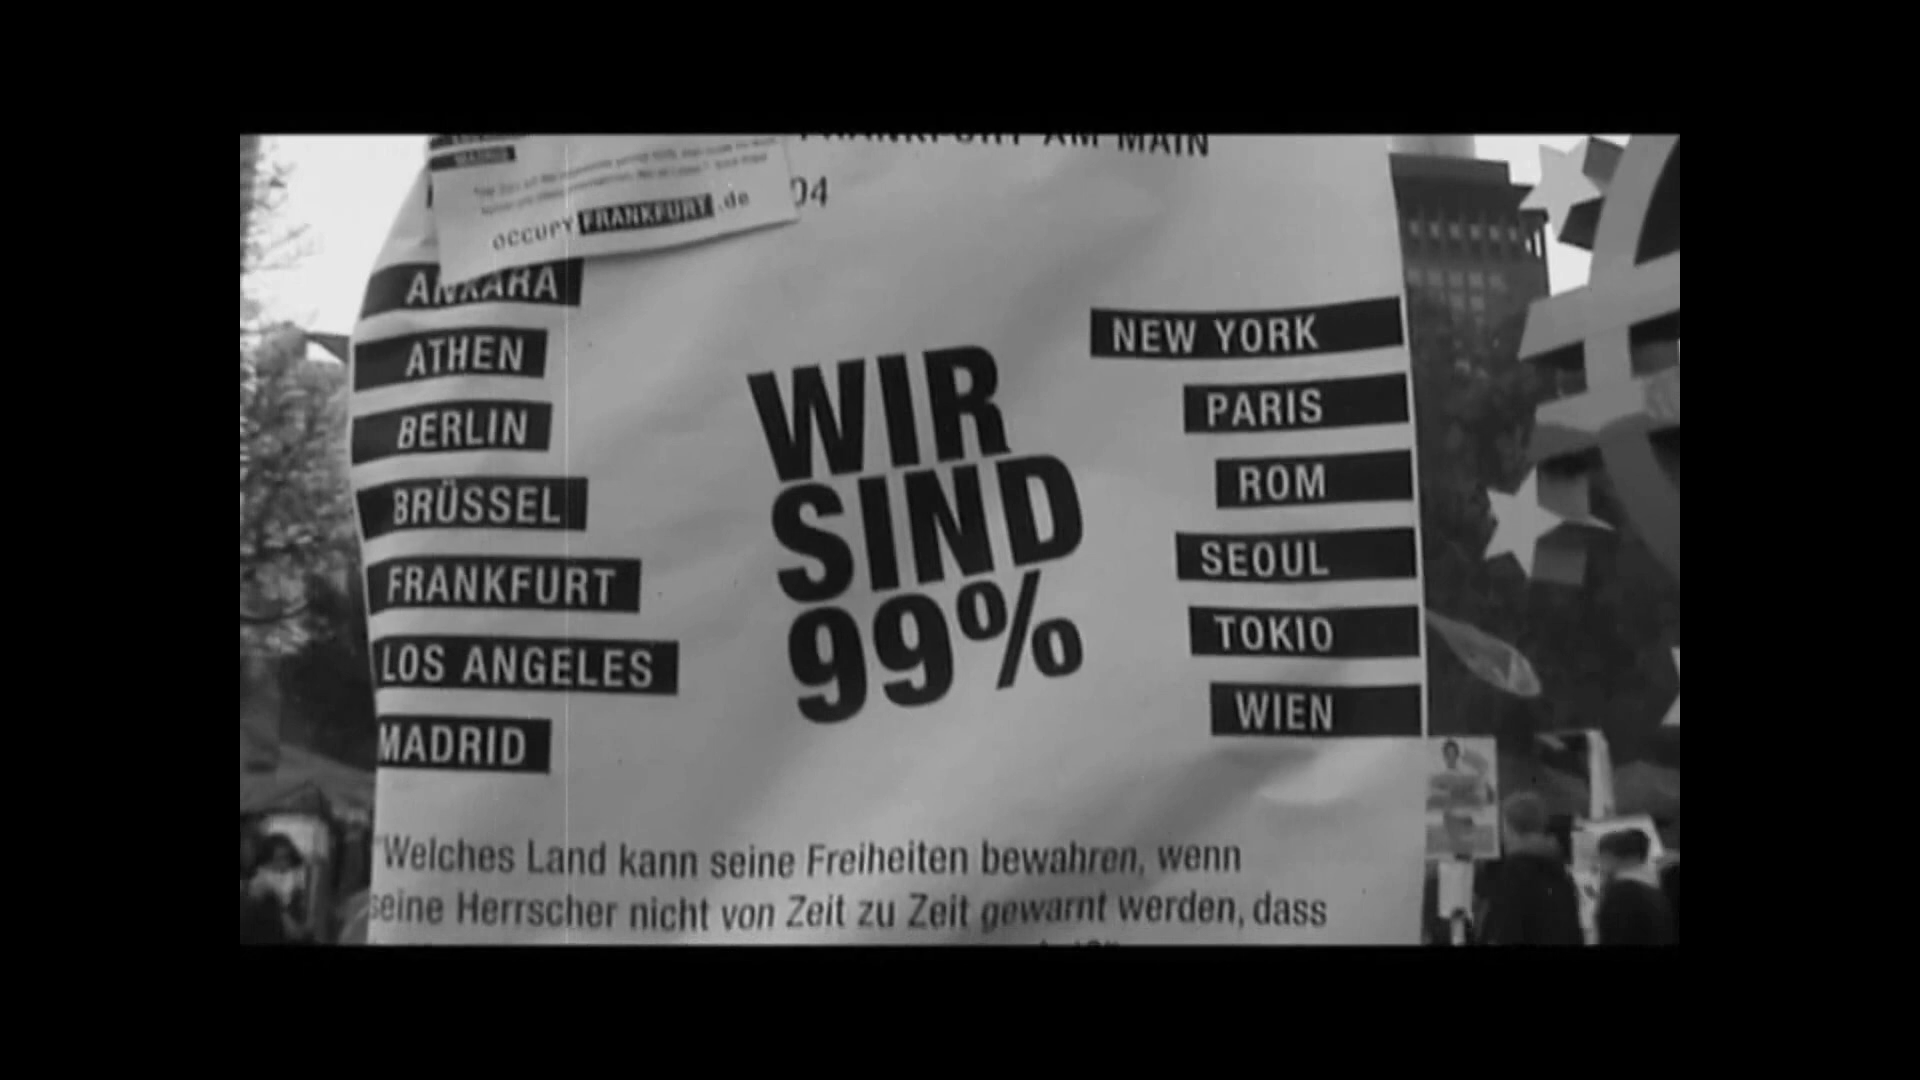 FRANKFURT AM MAIN
MADRID
04
OCCUPY FRANKFURT.de
ANKARA
ATHEN
BERLIN
BRÜSSEL
FRANKFURT
LOS ANGELES
MADRID
WIR
SIND
99%
NEW YORK
PARIS
ROM
SEOUL
TOKIO
WIEN
"Welches Land kann seine Freiheiten bewahren, wenn
seine Herrscher nicht von Zeit zu Zeit gewarnt werden, dass